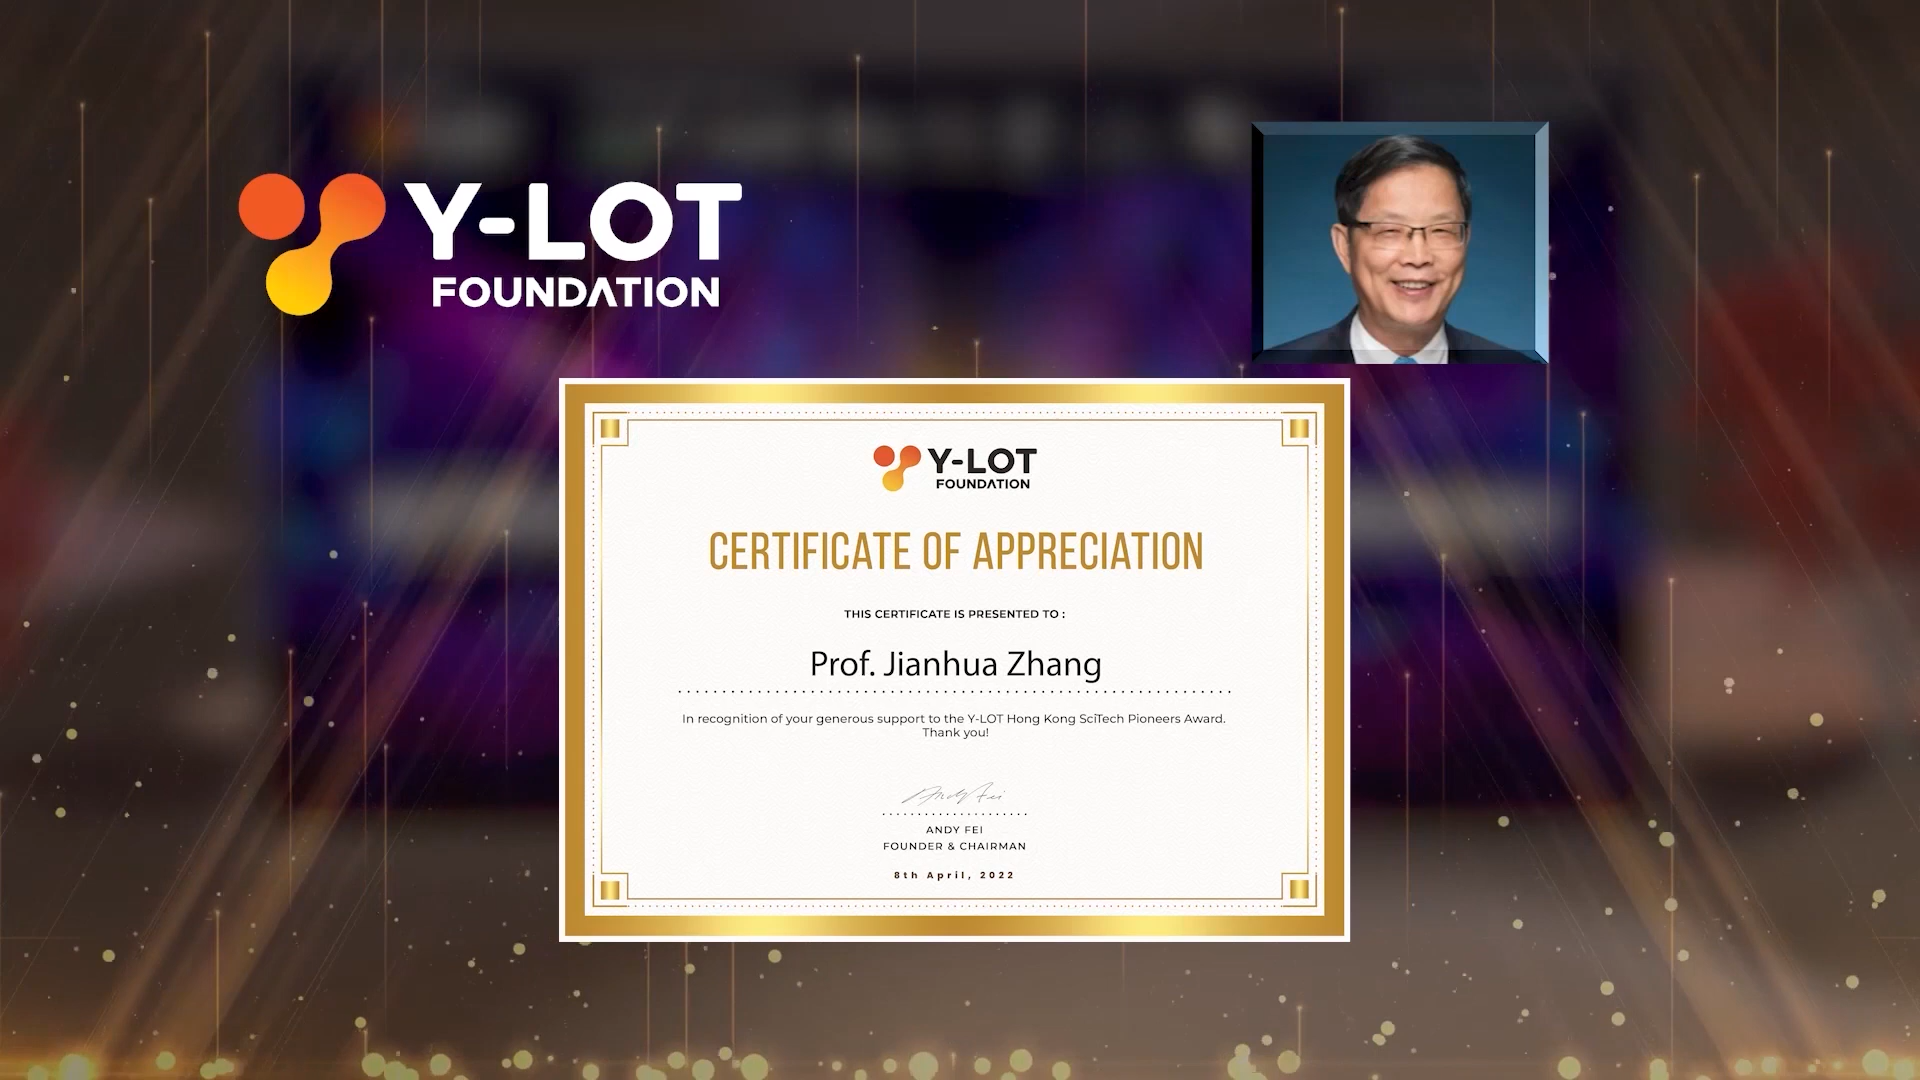 Y-LOT
FOUNDATION
Y-LOT
FOUNDATION
CERTIFICATE OF APPRECIATION
THIS CERTIFICATE IS PRESENTED TO :
Prof. Jianhua Zhang
In recognition of your generous support to the Y-LOT Hong Kong SciTech Pioneers Award.
Thank you!
Andy Fei
ANDY FEI
FOUNDER & CHAIRMAN
8th April, 2022